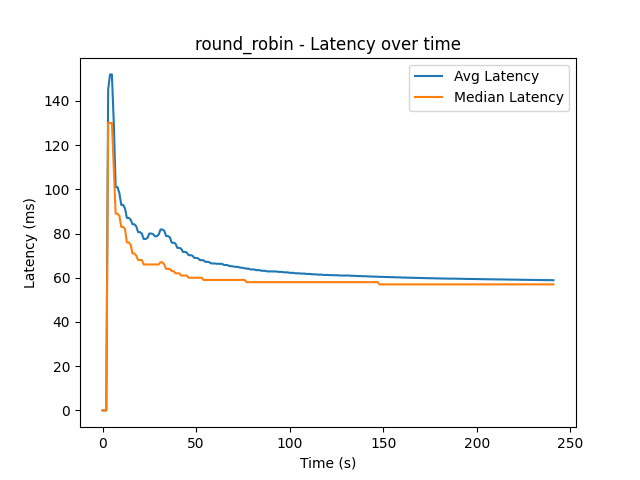 round_robin - Latency over time
Avg Latency
Median Latency
Latency (ms)
140
120
100
80
60
40
20
0
0 50 100 150 200 250
Time (s)